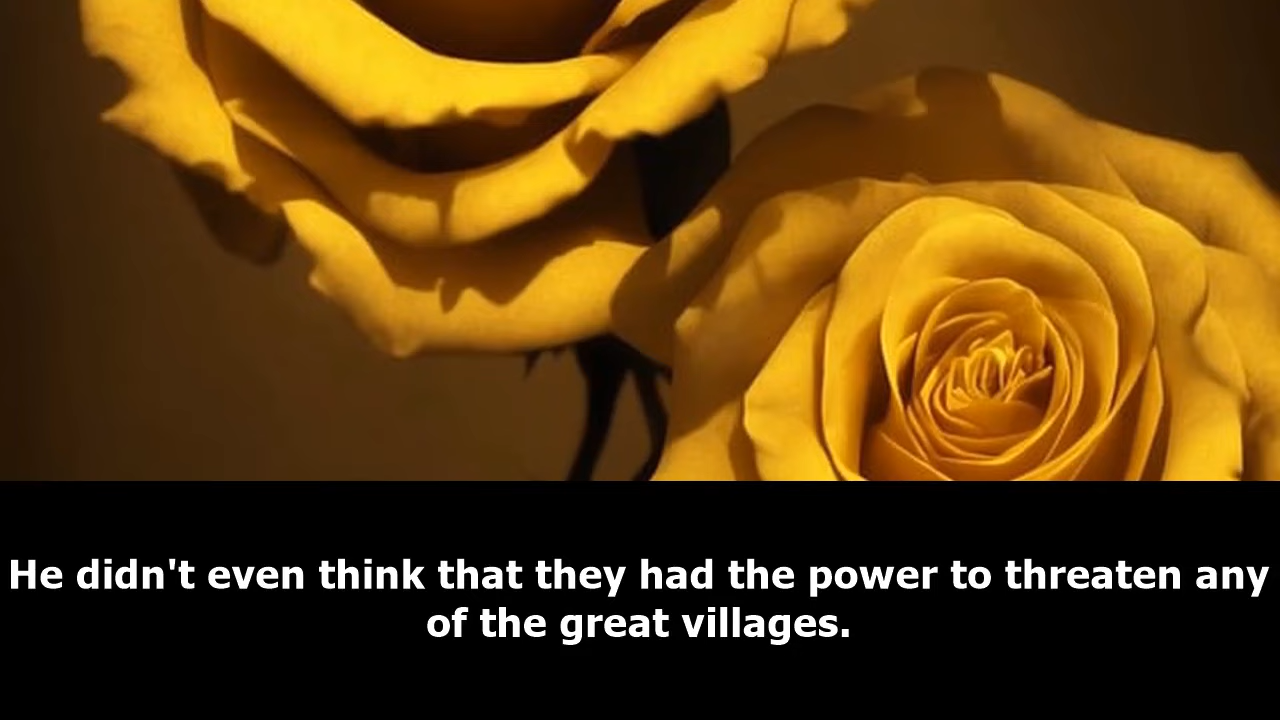 He didn't even think that they had the power to threaten any
of the great villages.